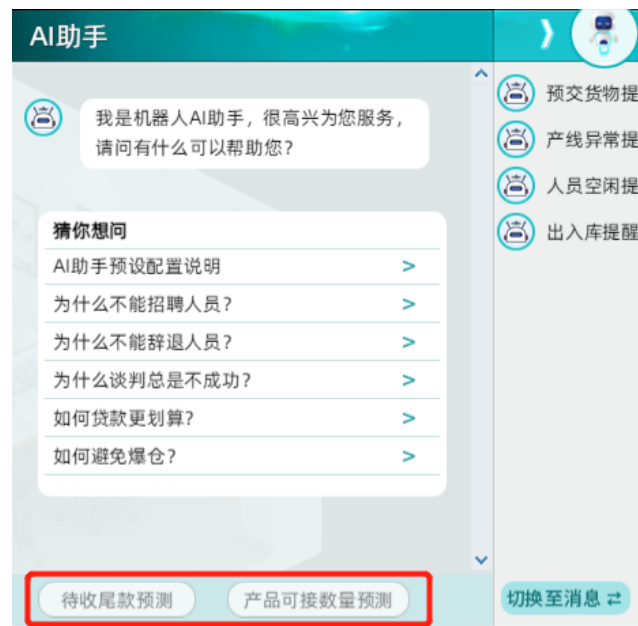 AI助手
我是机器人AI助手，很高兴为您服务，
请问有什么可以帮助您？
猜你想问
AI助手预设配置说明 >
为什么不能招聘人员？ >
为什么不能辞退人员？ >
为什么谈判总是不成功？ >
如何贷款更划算？ >
如何避免爆仓？ >
待收尾款预测
产品可接数量预测
预交货物提
产线异常提
人员空闲提
出入库提醒
切换至消息